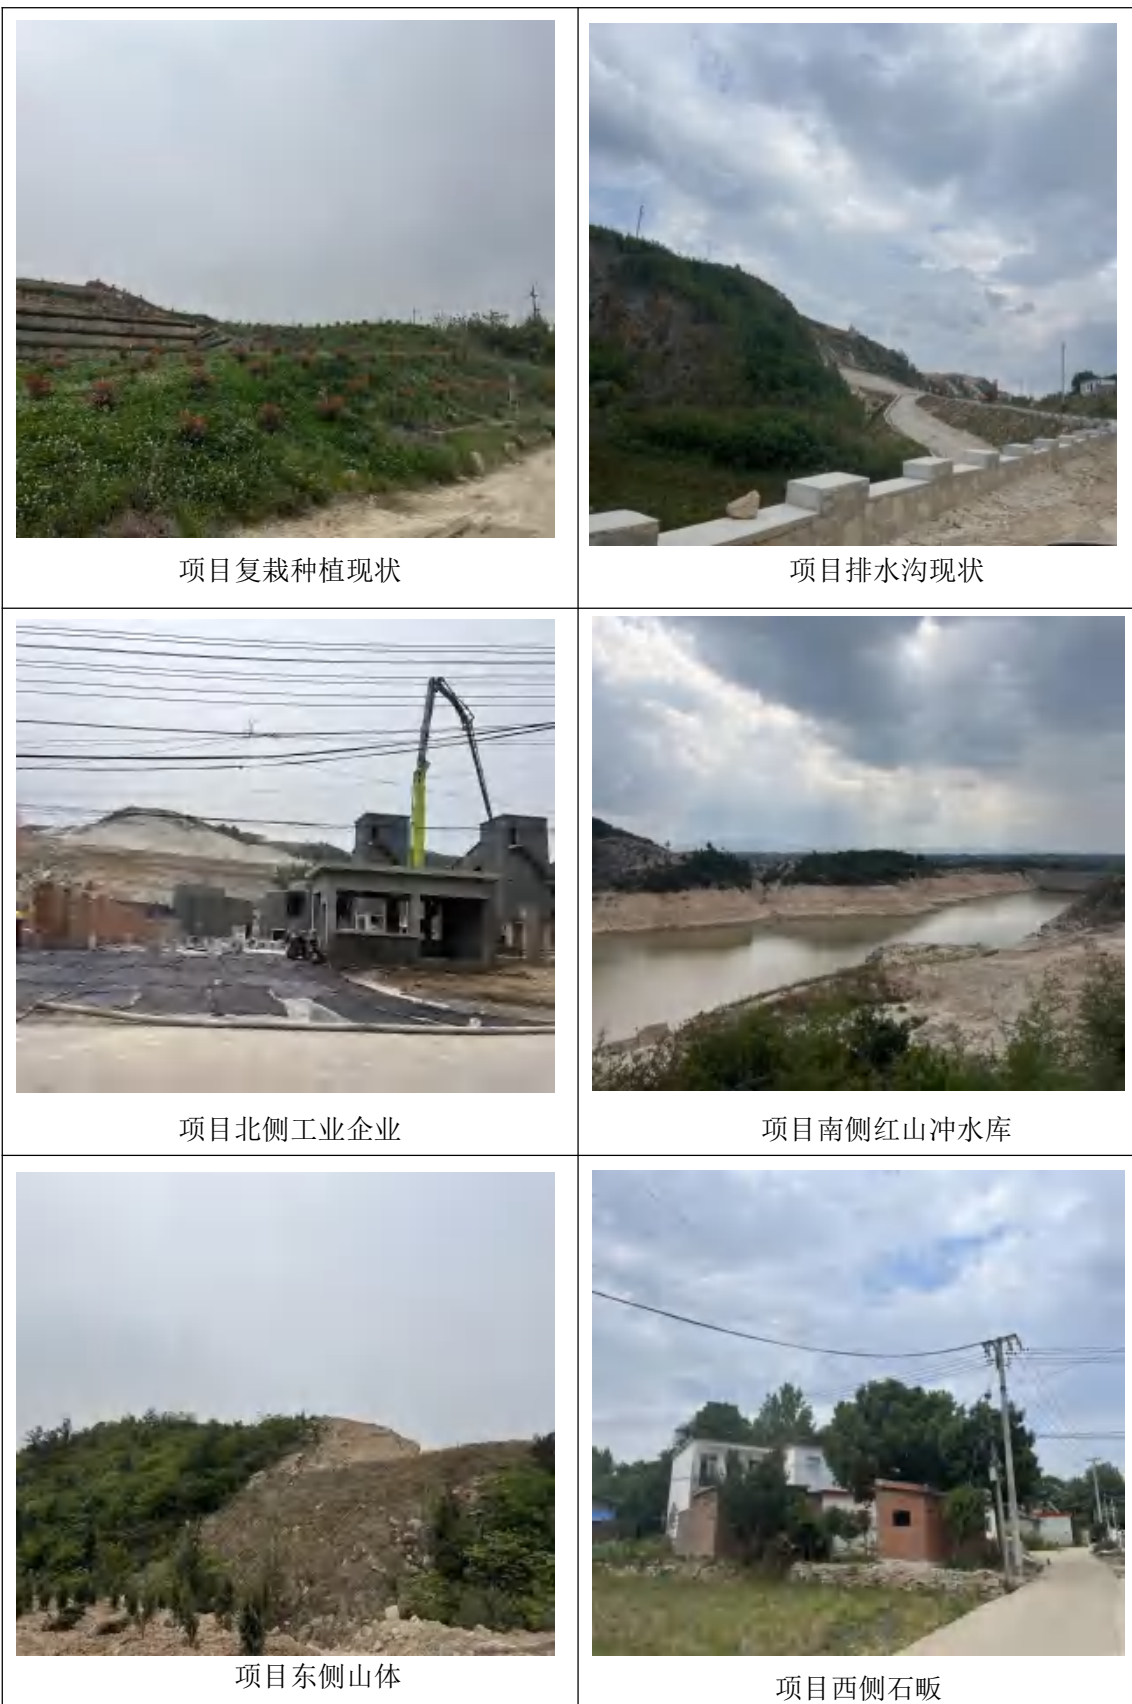 项目复栽种植现状
项目排水沟现状
项目北侧工业企业
项目南侧红山冲水库
项目东侧山体
项目西侧石畈